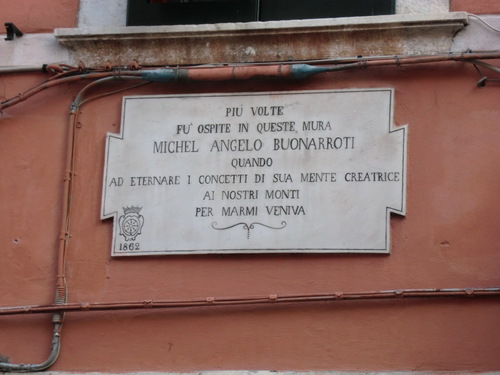 PIÙ VOLTE
FU' OSPITE IN QUESTE MURA
MICHEL ANGELO BUONARROTI
QUANDO
AD ETERNARE I CONCETTI DI SUA MENTE CREATRICE
AI NOSTRI MONTI
PER MARMI VENIVA
1862